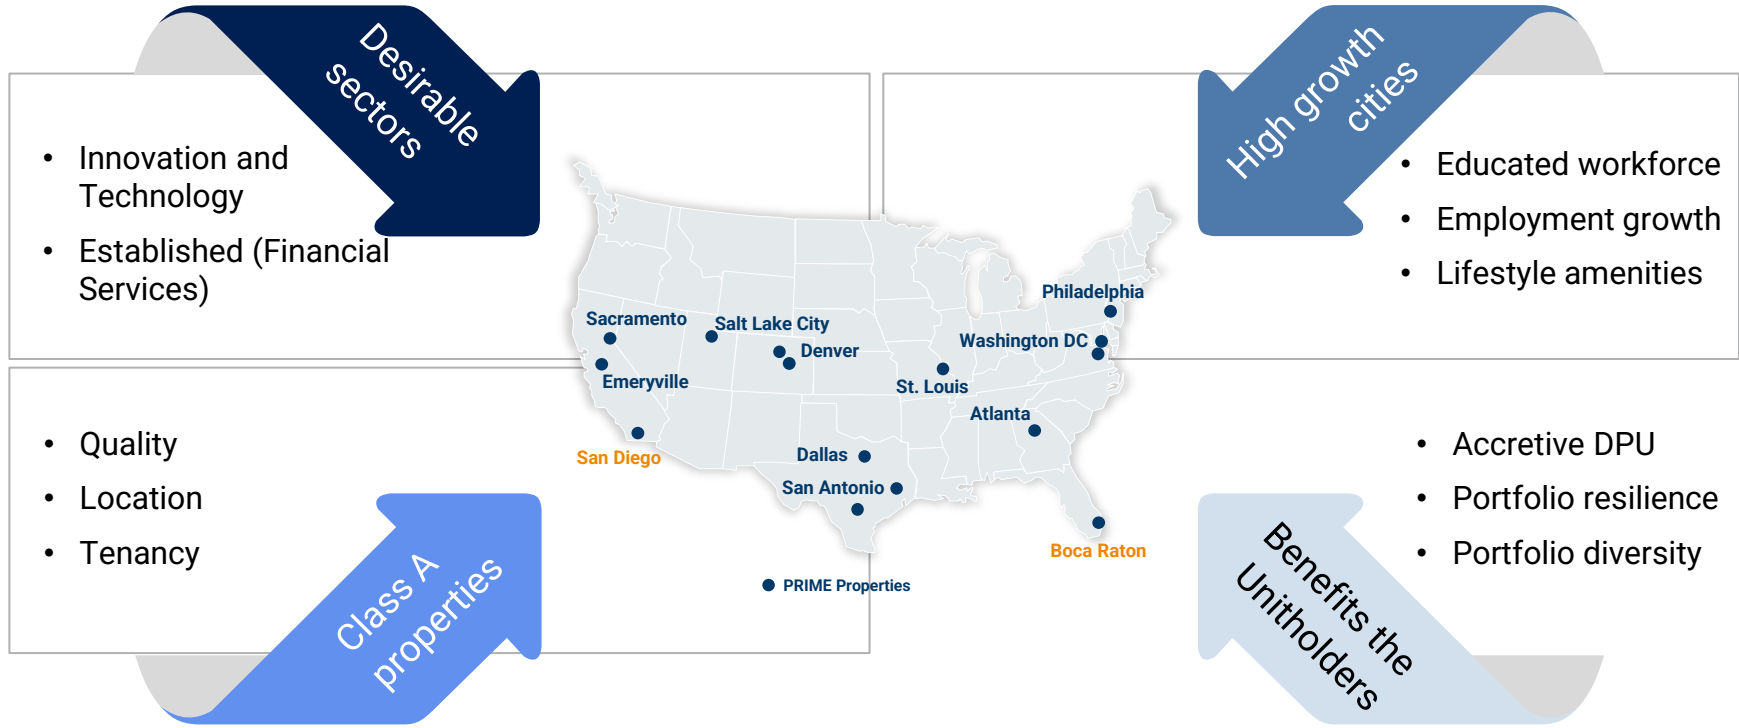 Desirable
sectors
• Innovation and
Technology
• Established (Financial
Services)
High growth
cities
• Educated workforce
• Employment growth
• Lifestyle amenities
Philadelphia
Sacramento
Salt Lake City
Washington DC
Denver
Emeryville
St. Louis
Atlanta
San Diego
Dallas
San Antonio
Boca Raton
PRIME Properties
• Quality
• Location
• Tenancy
Class A
properties
• Accretive DPU
• Portfolio resilience
• Portfolio diversity
Benefits the
Unitholders